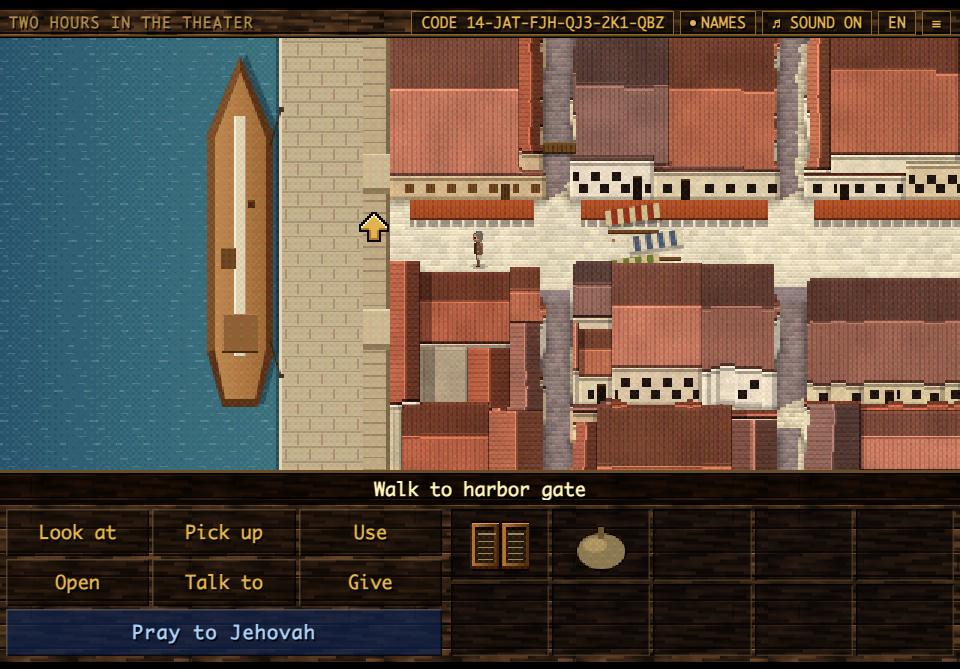 TWO HOURS IN THE THEATER
CODE 14-JAT-FJH-QJ3-2K1-QBZ
● NAMES
♬ SOUND ON
EN
≡
Walk to harbor gate
Look at
Pick up
Use
Open
Talk to
Give
Pray to Jehovah